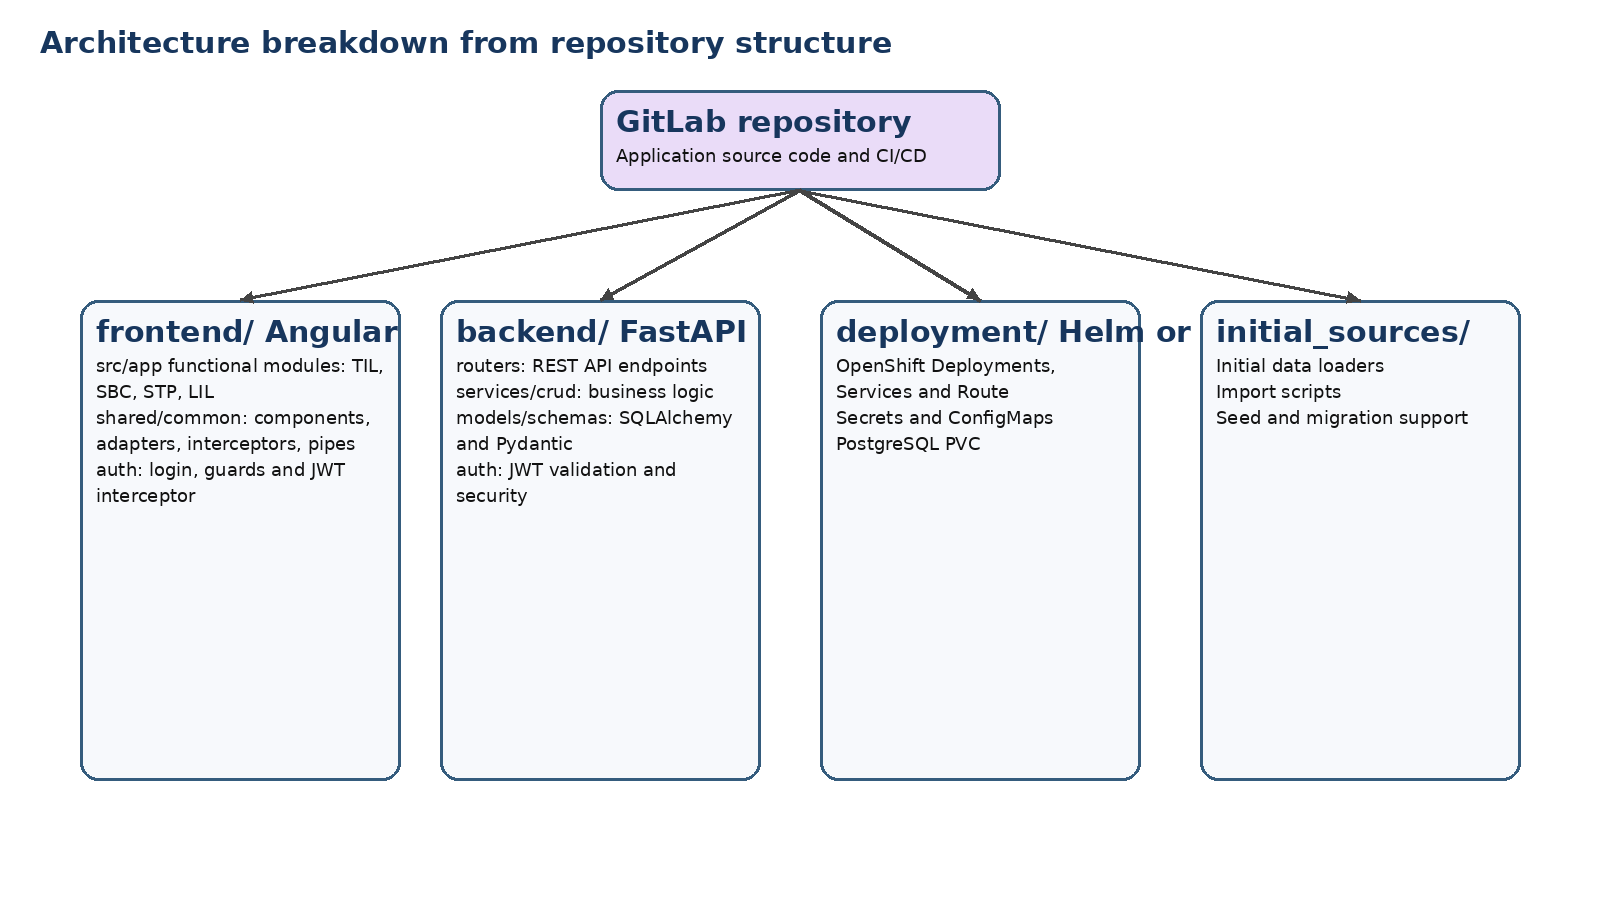 Architecture breakdown from repository structure
GitLab repository
Application source code and CI/CD
frontend/ Angular
src/app functional modules: TIL,
SBC, STP, LIL
shared/common: components,
adapters, interceptors, pipes
auth: login, guards and JWT
interceptor
backend/ FastAPI
routers: REST API endpoints
services/crud: business logic
models/schemas: SQLAlchemy
and Pydantic
auth: JWT validation and
security
deployment/ Helm or
OpenShift Deployments,
Services and Route
Secrets and ConfigMaps
PostgreSQL PVC
initial_sources/
Initial data loaders
Import scripts
Seed and migration support